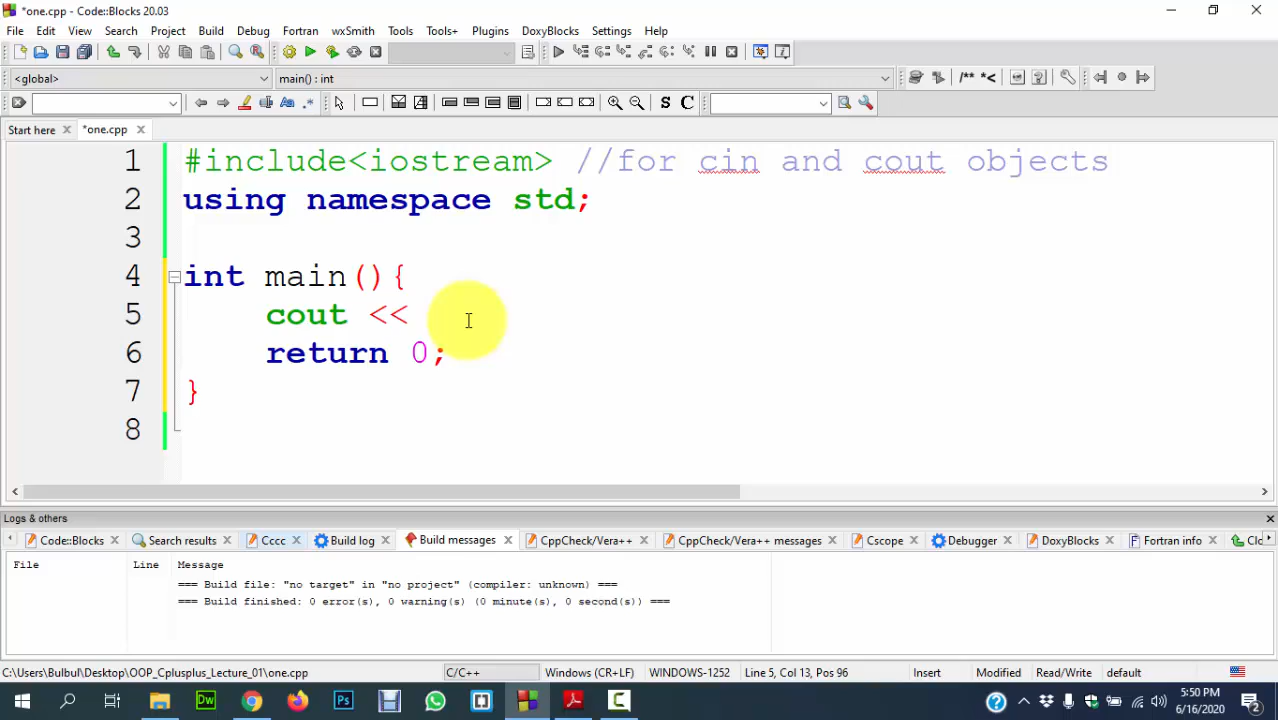 *one.cpp - Code::Blocks 20.03
File Edit View Search Project Build Debug Fortran wxSmith Tools Tools+ Plugins DoxyBlocks Settings Help
<global> main() : int
/** *<
S C
Start here *one.cpp
1 #include<iostream> //for cin and cout objects
2 using namespace std;
3
4 int main(){
5 cout <<
6 return 0;
7 }
8
Logs & others
Code::Blocks Search results Cccc Build log Build messages CppCheck/Vera++ CppCheck/Vera++ messages Cscope Debugger DoxyBlocks Fortran info Clo
File Line Message
=== Build file: "no target" in "no project" (compiler: unknown) ===
=== Build finished: 0 error(s), 0 warning(s) (0 minute(s), 0 second(s)) ===
C:\Users\Bulbul\Desktop\OOP_Cplusplus_Lecture_01\one.cpp C/C++ Windows (CR+LF) WINDOWS-1252 Line 5, Col 13, Pos 96 Insert Modified Read/Write default
Dw Ps
5:50 PM
6/16/2020 2